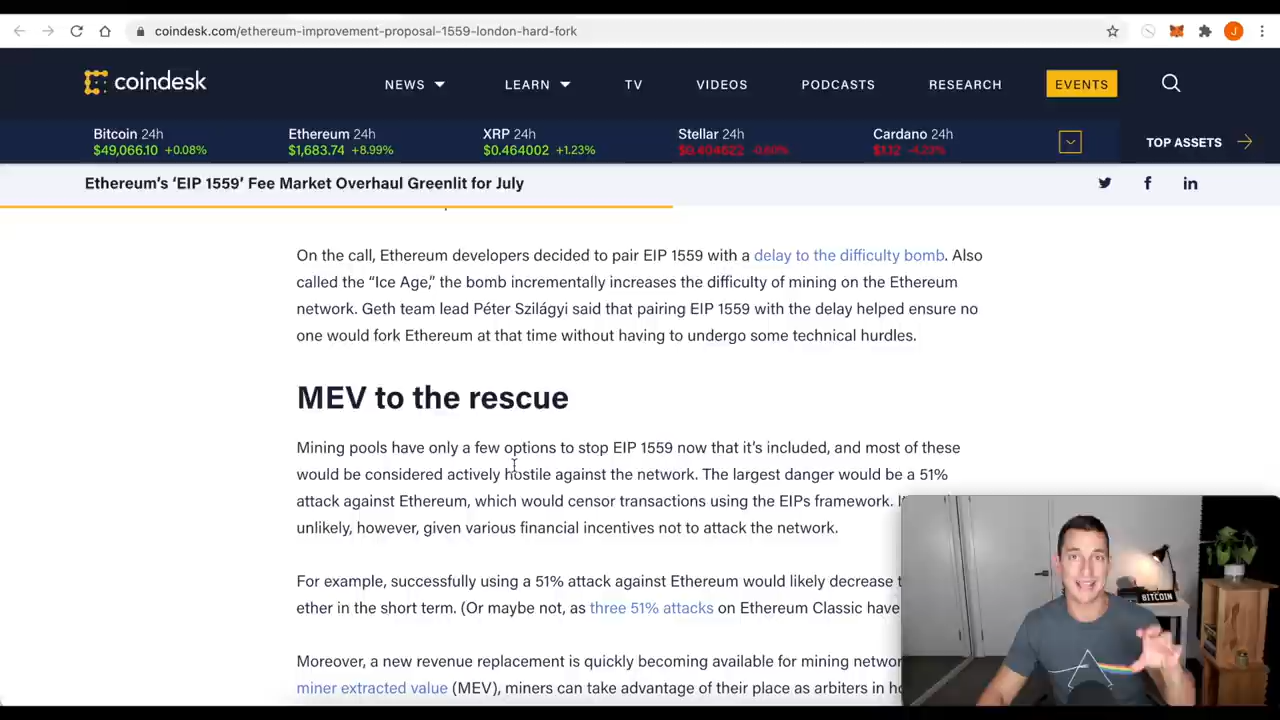 coindesk.com/ethereum-improvement-proposal-1559-london-hard-fork
J
coindesk
NEWS LEARN TV VIDEOS PODCASTS RESEARCH EVENTS
Bitcoin 24h Ethereum 24h XRP 24h Stellar 24h Cardano 24h
$49,066.10 +0.08% $1,683.74 +8.99% $0.464002 +1.23%
TOP ASSETS
Ethereum’s ‘EIP 1559’ Fee Market Overhaul Greenlit for July
On the call, Ethereum developers decided to pair EIP 1559 with a delay to the difficulty bomb. Also
called the “Ice Age,” the bomb incrementally increases the difficulty of mining on the Ethereum
network. Geth team lead Péter Szilágyi said that pairing EIP 1559 with the delay helped ensure no
one would fork Ethereum at that time without having to undergo some technical hurdles.
MEV to the rescue
Mining pools have only a few options to stop EIP 1559 now that it’s included, and most of these
would be considered actively hostile against the network. The largest danger would be a 51%
attack against Ethereum, which would censor transactions using the EIPs framework.
unlikely, however, given various financial incentives not to attack the network.
For example, successfully using a 51% attack against Ethereum would likely decrease
ether in the short term. (Or maybe not, as three 51% attacks on Ethereum Classic have
Moreover, a new revenue replacement is quickly becoming available for mining
miner extracted value (MEV), miners can take advantage of their place as arbiters in
BITCOIN